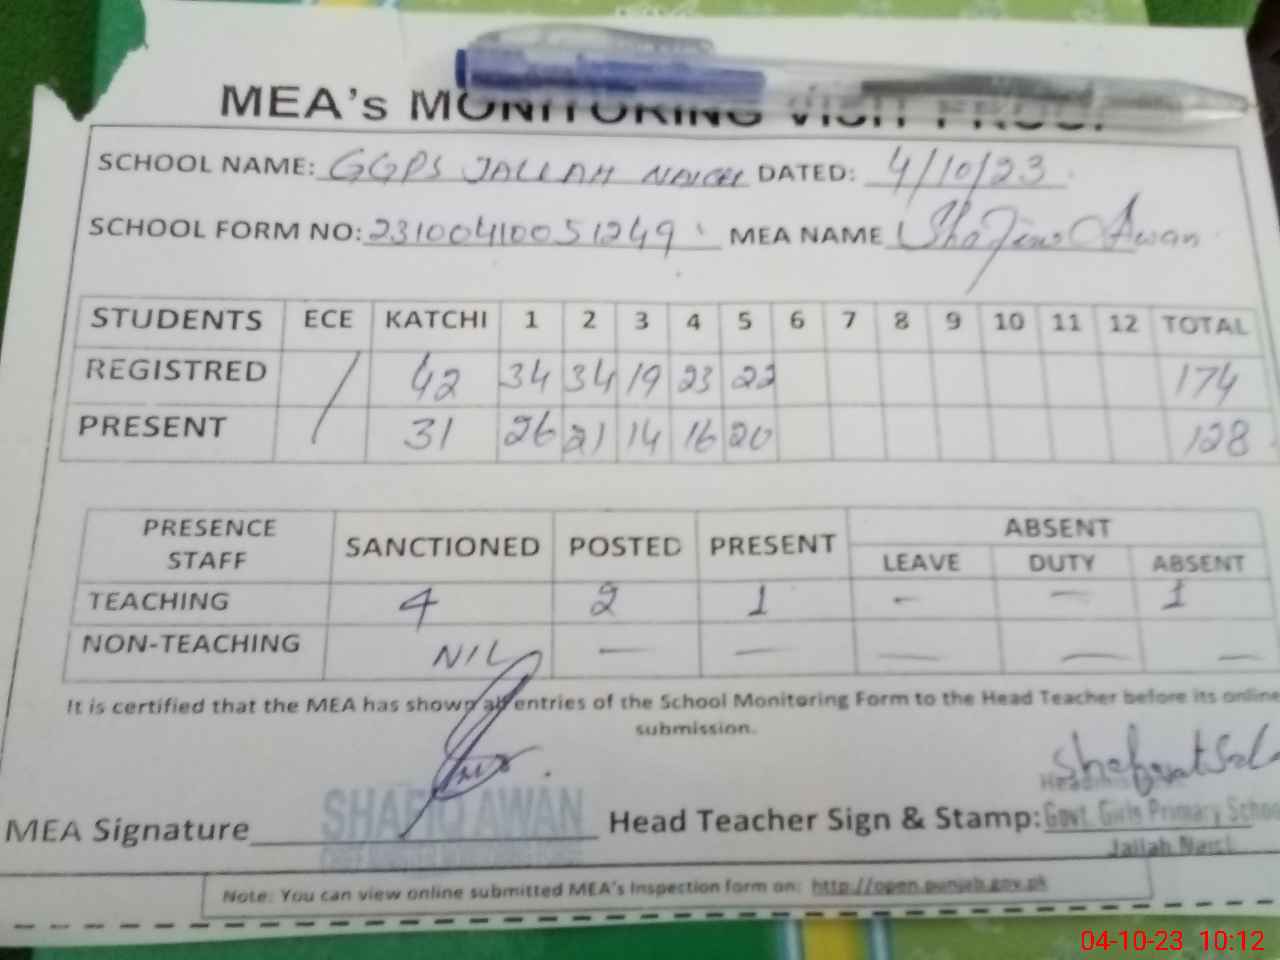 MEA's MONITORING VISIT PROOF
SCHOOL NAME: GGPS JALLAH NAICH DATED: 4/10/23
SCHOOL FORM NO: 23100410051249 MEA NAME Shafiq Awan
STUDENTS ECE KATCHI 1 2 3 4 5 6 7 8 9 10 11 12 TOTAL
REGISTRED / 42 34 34 19 23 22 174
PRESENT 31 26 21 14 16 20 128
PRESENCE STAFF SANCTIONED POSTED PRESENT ABSENT
LEAVE DUTY ABSENT
TEACHING 4 2 1 - - 1
NON-TEACHING NIL - - - - -
It is certified that the MEA has shown all entries of the School Monitoring Form to the Head Teacher before its online
submission.
MEA Signature SHAFIQ AWAN Head Teacher Sign & Stamp: Govt. Girls Primary School
Jallah Naich
Note: You can view online submitted MEA's Inspection form on: http://open.punjab.gov.pk
04-10-23 10:12